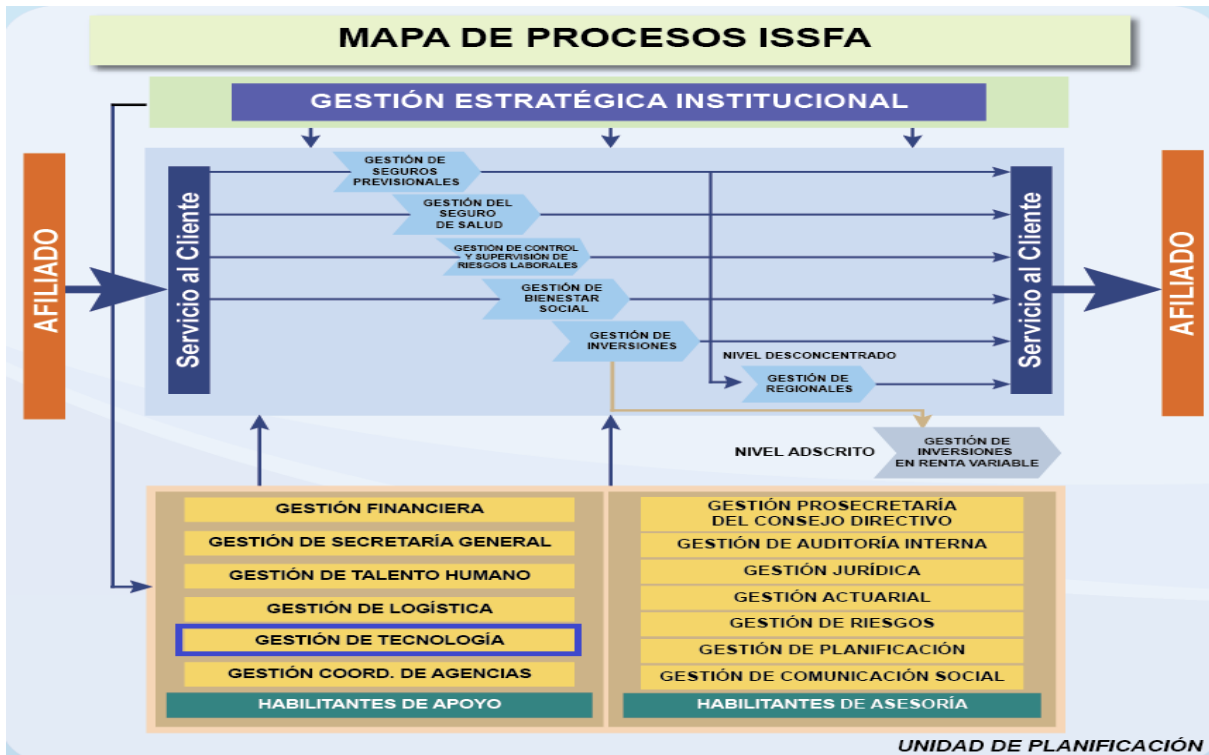 MAPA DE PROCESOS ISSFA
GESTIÓN ESTRATÉGICA INSTITUCIONAL
AFILIADO
Servicio al Cliente
GESTIÓN DE
SEGUROS
PREVISIONALES
GESTIÓN DEL
SEGURO
DE SALUD
GESTIÓN DE CONTROL
Y SUPERVISIÓN DE
RIESGOS LABORALES
GESTIÓN DE
BIENESTAR
SOCIAL
GESTIÓN DE
INVERSIONES
NIVEL DESCONCENTRADO
GESTIÓN DE
REGIONALES
Servicio al Cliente
AFILIADO
NIVEL ADSCRITO
GESTIÓN DE
INVERSIONES
EN RENTA VARIABLE
GESTIÓN FINANCIERA
GESTIÓN DE SECRETARÍA GENERAL
GESTIÓN DE TALENTO HUMANO
GESTIÓN DE LOGÍSTICA
GESTIÓN DE TECNOLOGÍA
GESTIÓN COORD. DE AGENCIAS
HABILITANTES DE APOYO
GESTIÓN PROSECRETARÍA
DEL CONSEJO DIRECTIVO
GESTIÓN DE AUDITORÍA INTERNA
GESTIÓN JURÍDICA
GESTIÓN ACTUARIAL
GESTIÓN DE RIESGOS
GESTIÓN DE PLANIFICACIÓN
GESTIÓN DE COMUNICACIÓN SOCIAL
HABILITANTES DE ASESORÍA
UNIDAD DE PLANIFICACIÓN